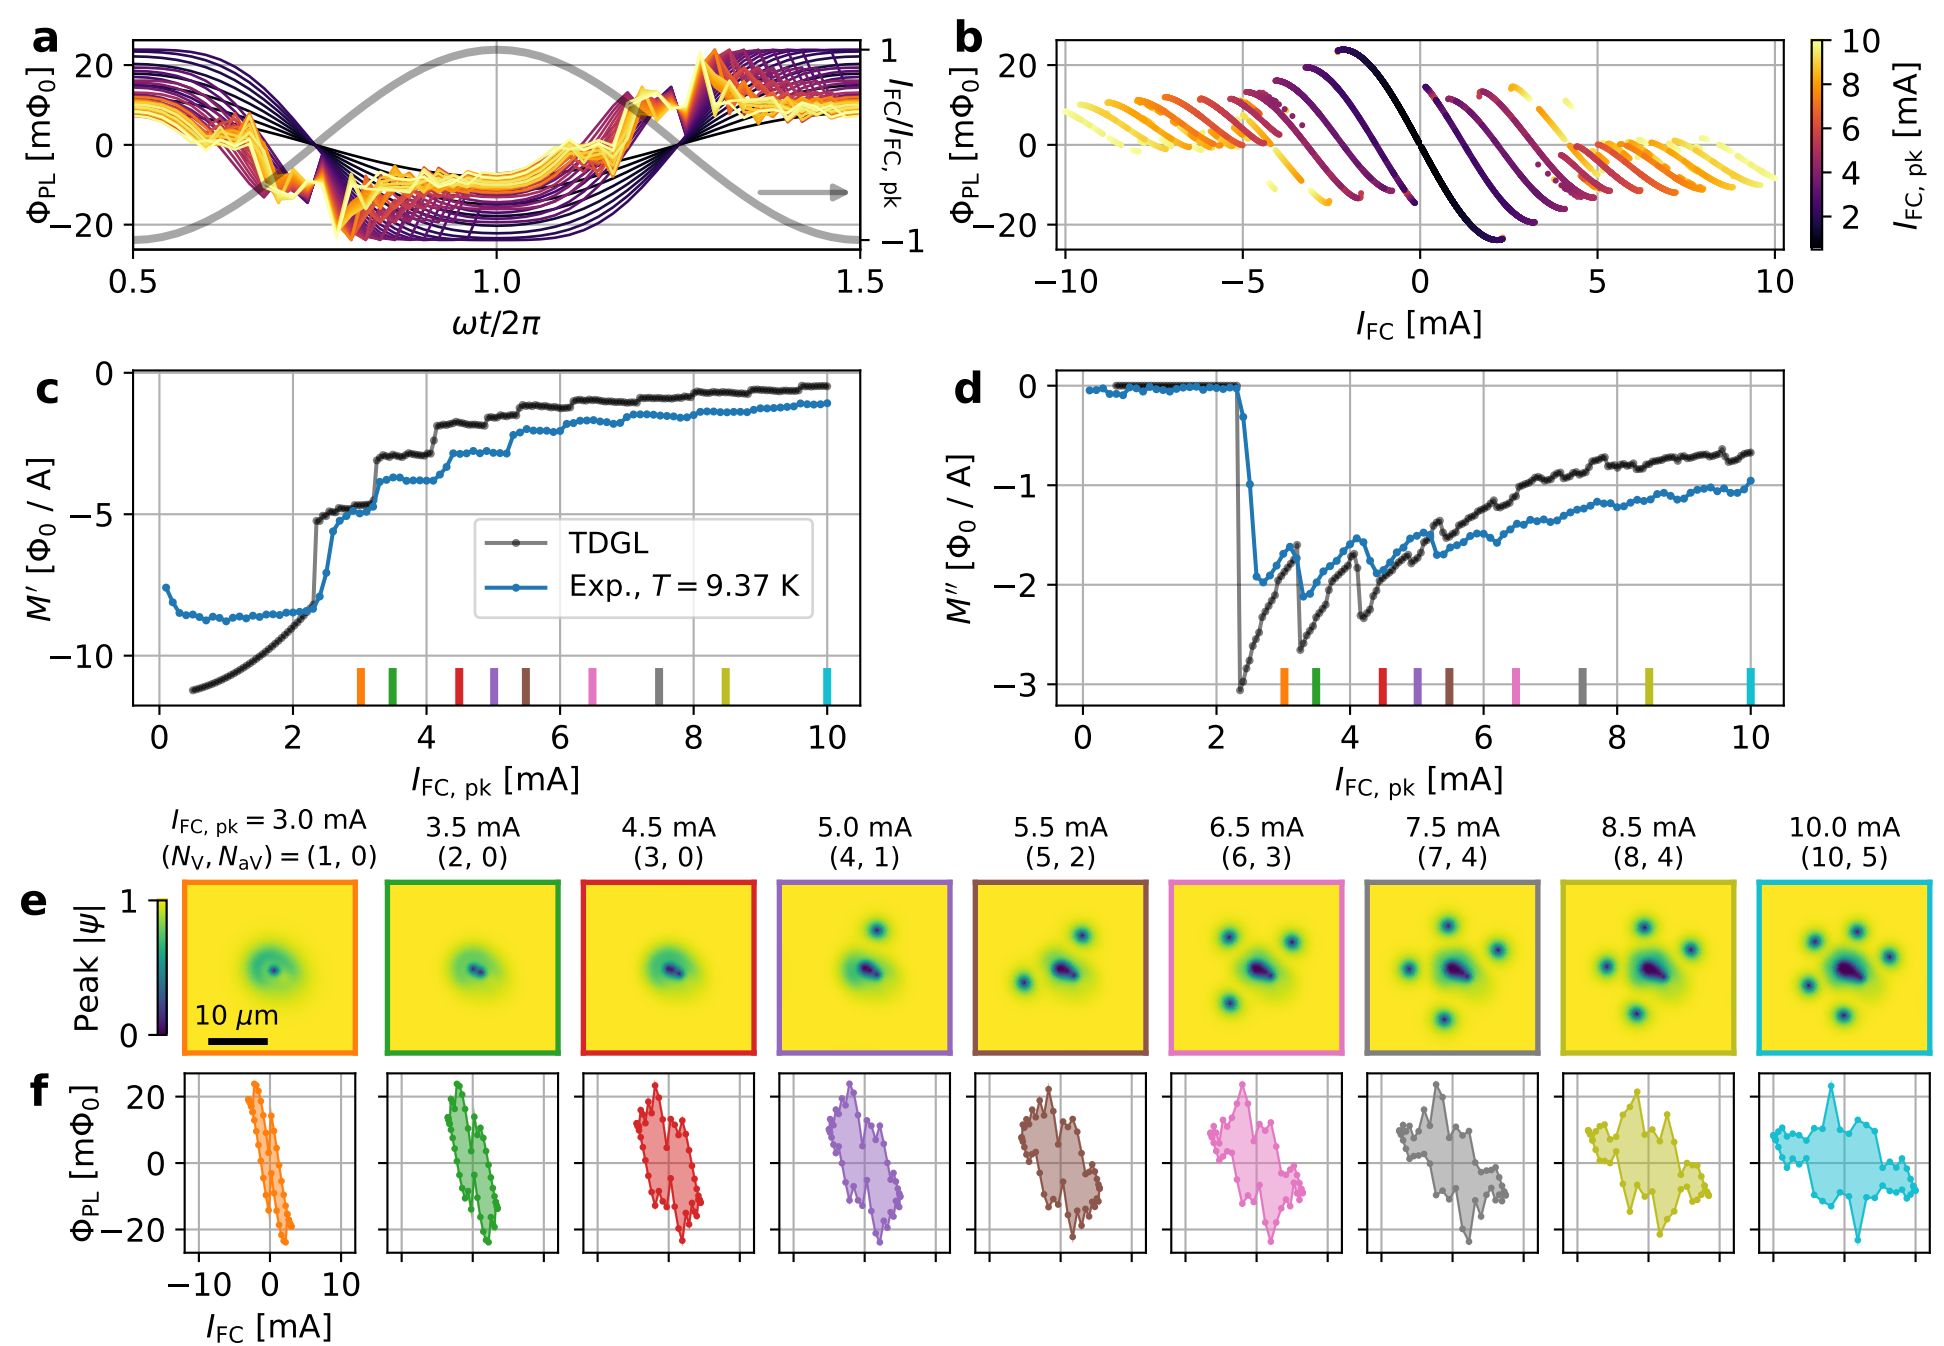 a
Φ_PL [mΦ_0]
20
0
−20
1
−1
I_FC/I_FC, pk
0.5
1.0
1.5
ωt/2π
b
Φ_PL [mΦ_0]
20
0
−20
−10
−5
0
5
10
I_FC [mA]
10
8
6
4
2
I_FC, pk [mA]
c
M′ [Φ_0 / A]
0
−5
−10
TDGL
Exp., T = 9.37 K
0
2
4
6
8
10
I_FC, pk [mA]
d
M″ [Φ_0 / A]
0
−1
−2
−3
0
2
4
6
8
10
I_FC, pk [mA]
I_FC, pk = 3.0 mA
(N_V, N_aV) = (1, 0)
3.5 mA
(2, 0)
4.5 mA
(3, 0)
5.0 mA
(4, 1)
5.5 mA
(5, 2)
6.5 mA
(6, 3)
7.5 mA
(7, 4)
8.5 mA
(8, 4)
10.0 mA
(10, 5)
e
Peak |ψ|
1
0
10 μm
f
Φ_PL [mΦ_0]
20
0
−20
−10
0
10
I_FC [mA]